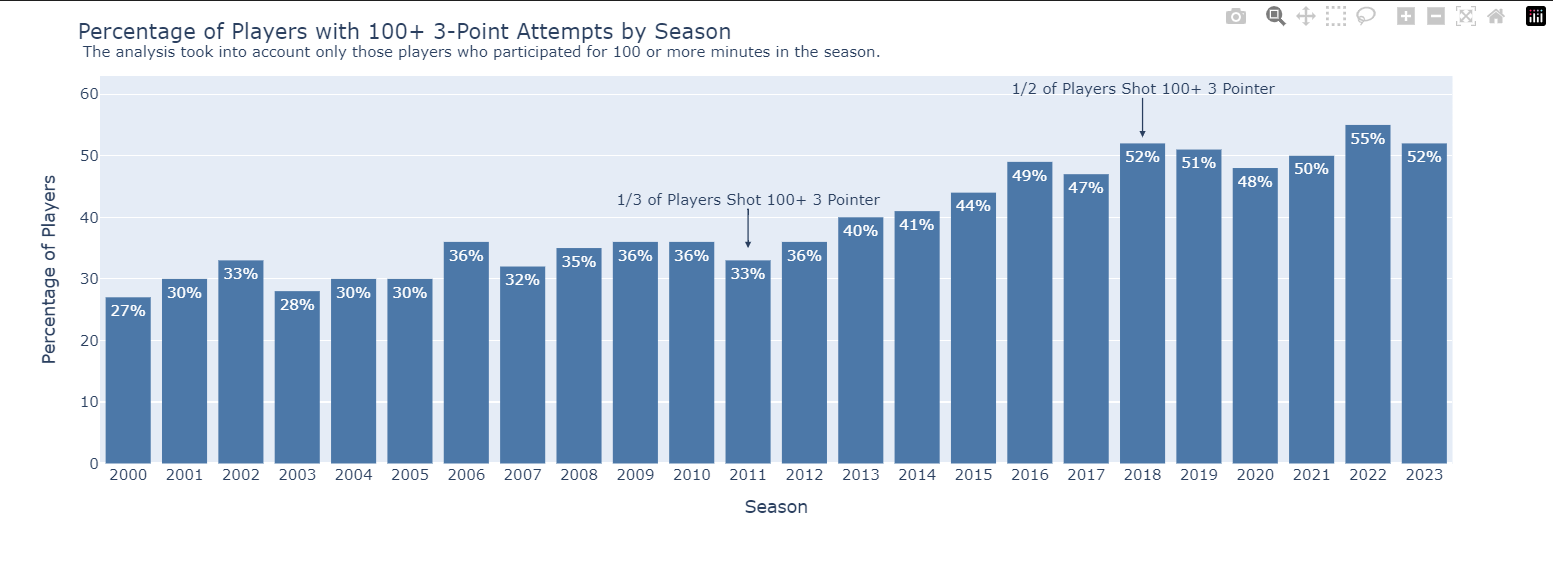 Percentage of Players with 100+ 3-Point Attempts by Season
The analysis took into account only those players who participated for 100 or more minutes in the season.
Percentage of Players
60
50
40
30
20
10
0
1/3 of Players Shot 100+ 3 Pointer
1/2 of Players Shot 100+ 3 Pointer
27% 30% 33% 28% 30% 30% 36% 32% 35% 36% 36% 33% 36% 40% 41% 44% 49% 47% 52% 51% 48% 50% 55% 52%
2000 2001 2002 2003 2004 2005 2006 2007 2008 2009 2010 2011 2012 2013 2014 2015 2016 2017 2018 2019 2020 2021 2022 2023
Season